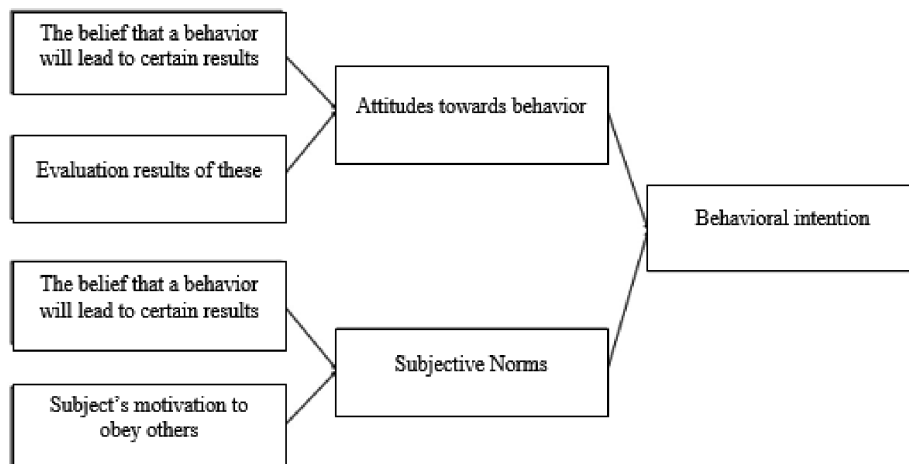 The belief that a behavior
will lead to certain results
Attitudes towards behavior
Evaluation results of these
Behavioral intention
The belief that a behavior
will lead to certain results
Subjective Norms
Subject's motivation to
obey others